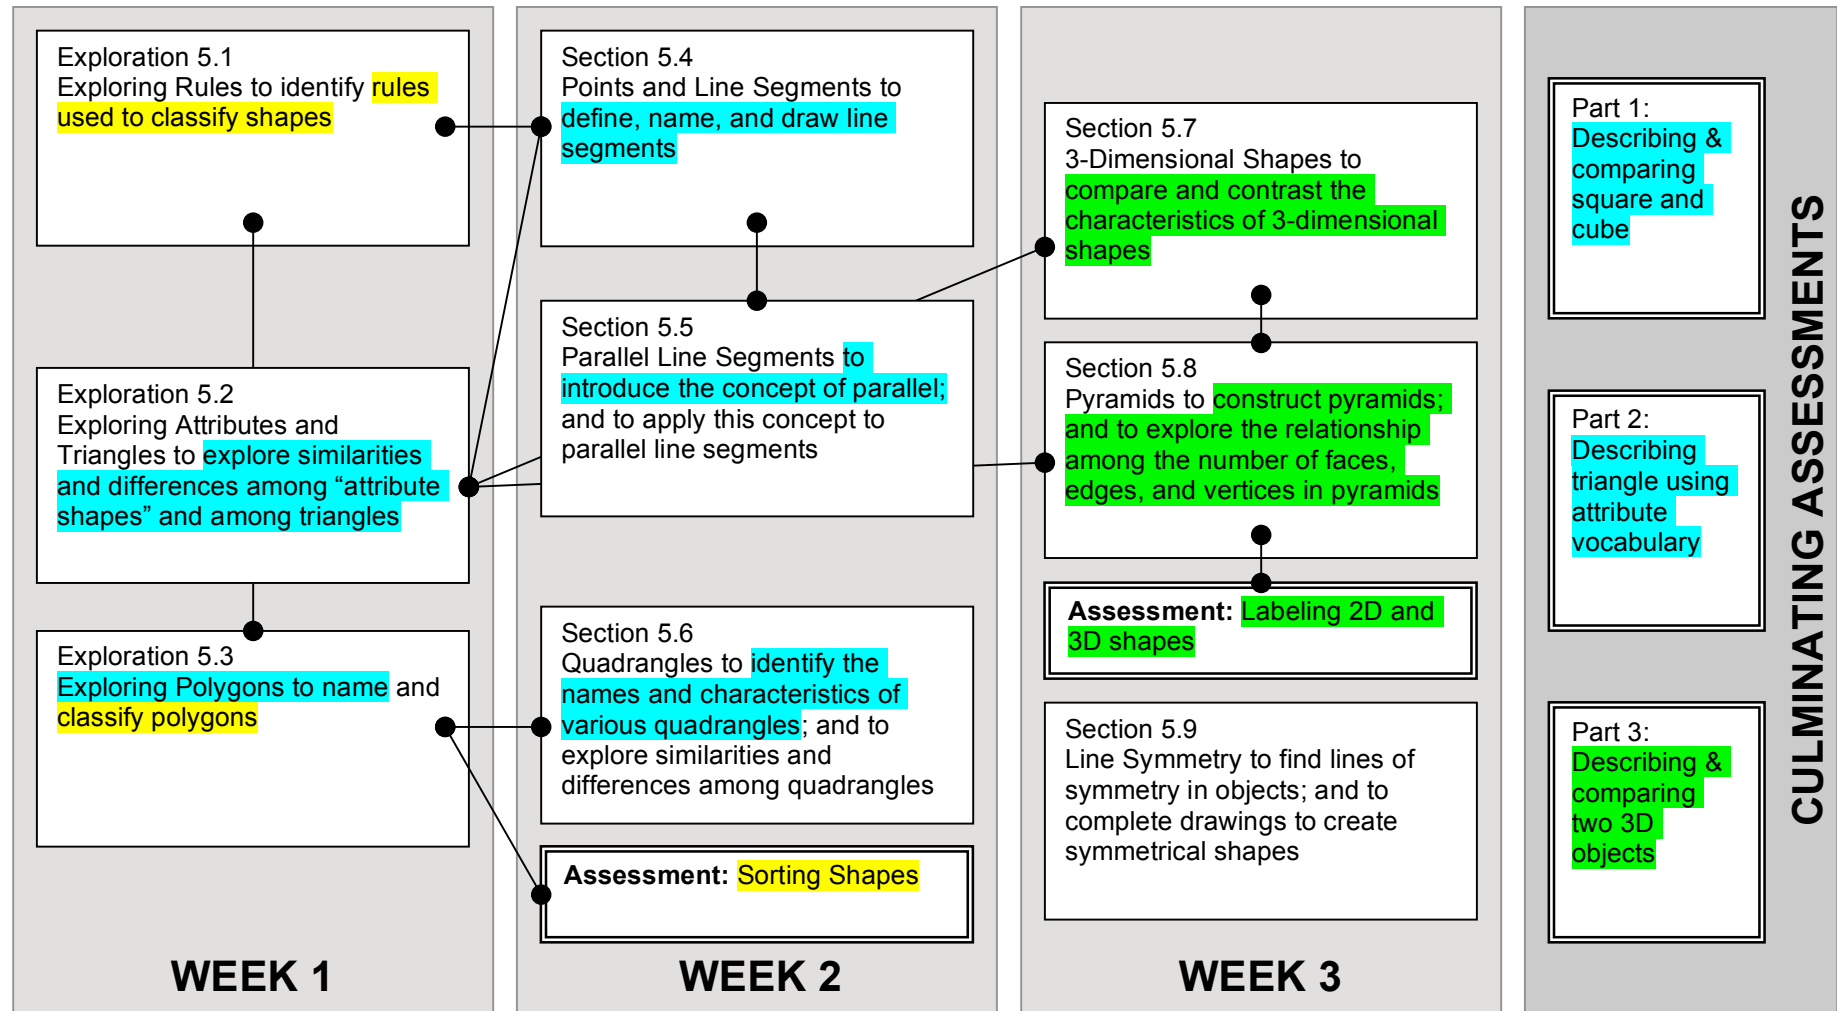 Exploration 5.1
Exploring Rules to identify rules
used to classify shapes
Exploration 5.2
Exploring Attributes and
Triangles to explore similarities
and differences among “attribute
shapes” and among triangles
Exploration 5.3
Exploring Polygons to name and
classify polygons
WEEK 1
Section 5.4
Points and Line Segments to
define, name, and draw line
segments
Section 5.5
Parallel Line Segments to
introduce the concept of parallel;
and to apply this concept to
parallel line segments
Section 5.6
Quadrangles to identify the
names and characteristics of
various quadrangles; and to
explore similarities and
differences among quadrangles
Assessment: Sorting Shapes
WEEK 2
Section 5.7
3-Dimensional Shapes to
compare and contrast the
characteristics of 3-dimensional
shapes
Section 5.8
Pyramids to construct pyramids;
and to explore the relationship
among the number of faces,
edges, and vertices in pyramids
Assessment: Labeling 2D and
3D shapes
Section 5.9
Line Symmetry to find lines of
symmetry in objects; and to
complete drawings to create
symmetrical shapes
WEEK 3
Part 1:
Describing &
comparing
square and
cube
Part 2:
Describing
triangle using
attribute
vocabulary
Part 3:
Describing &
comparing
two 3D
objects
CULMINATING ASSESSMENTS